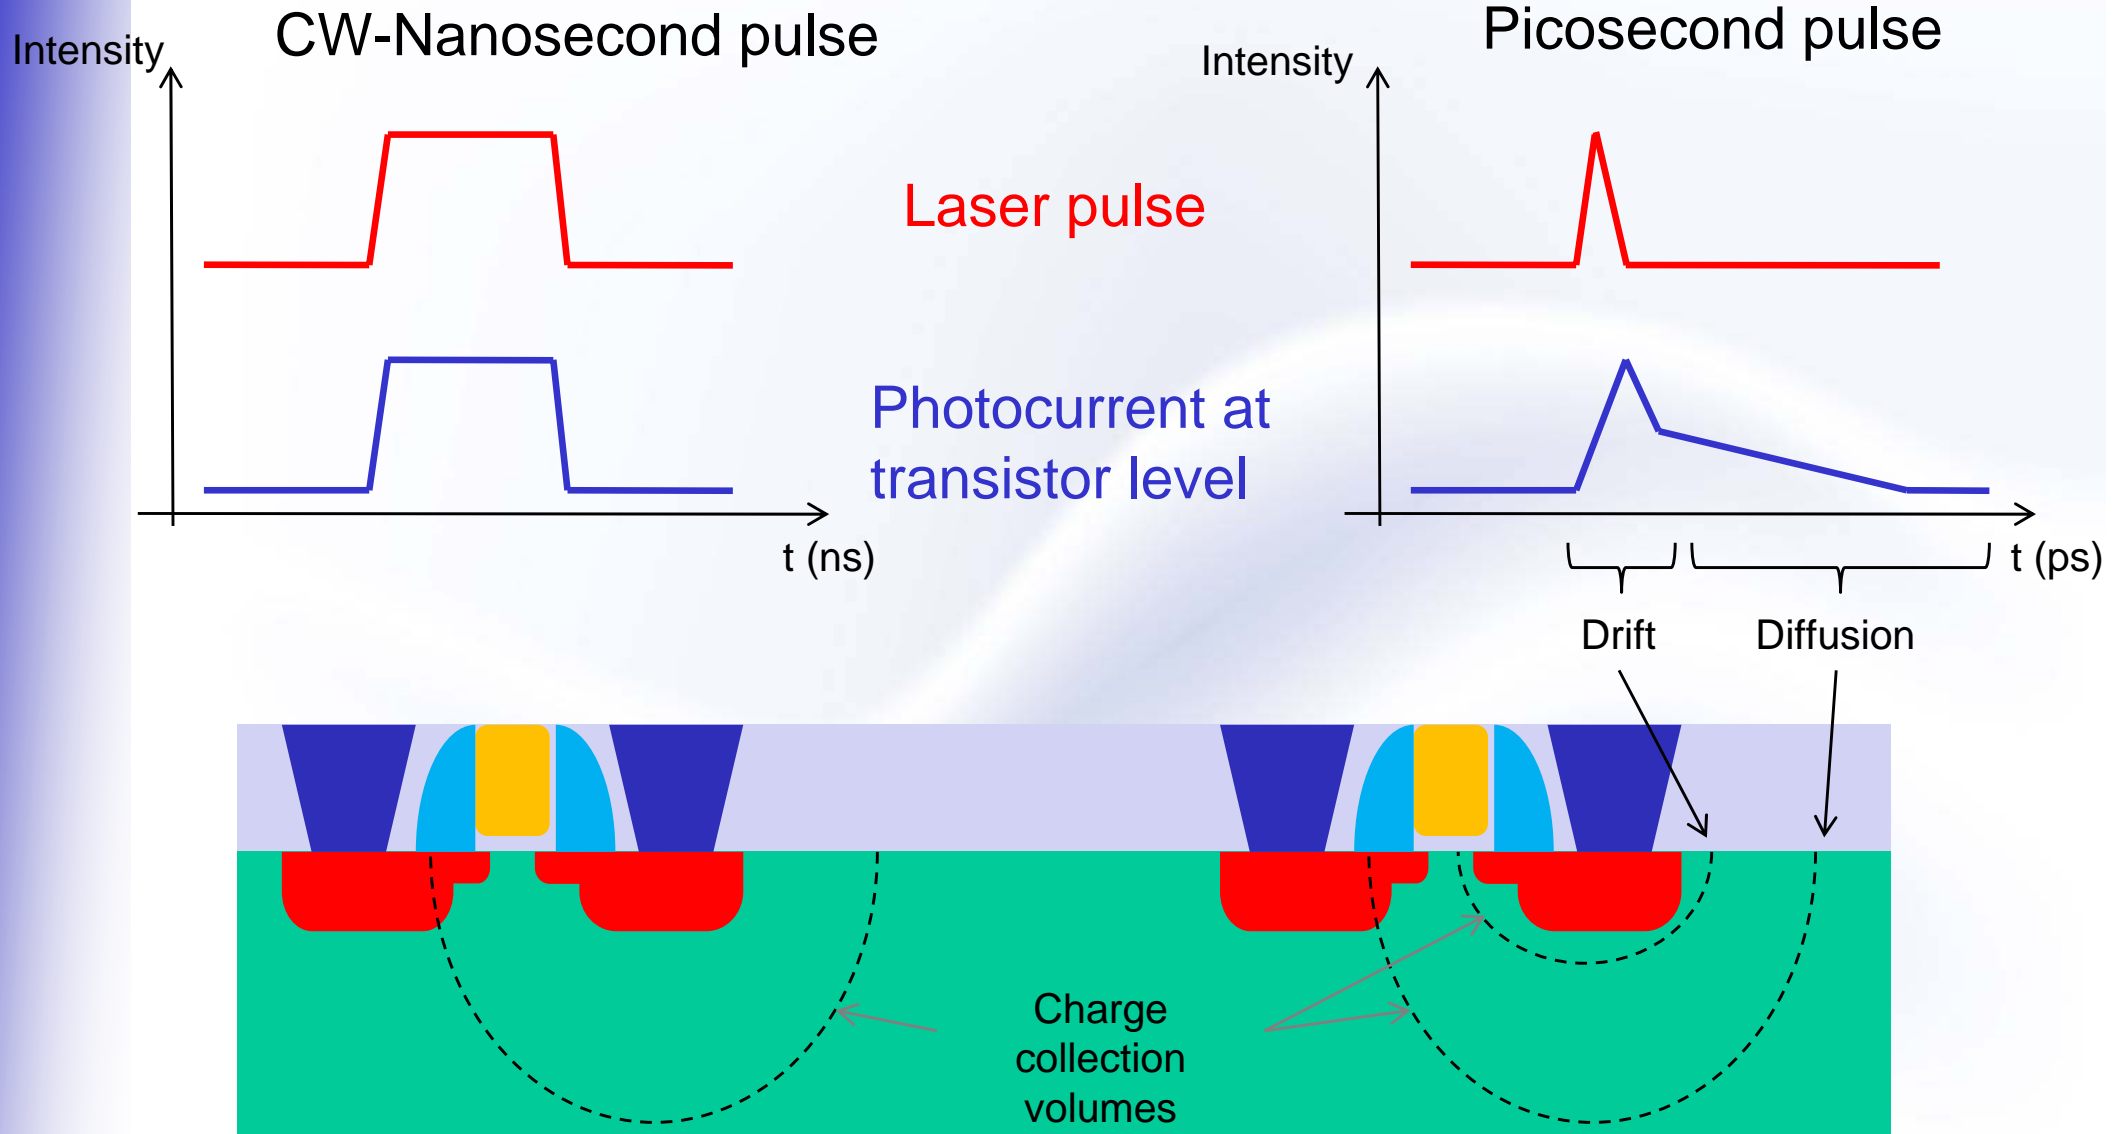 CW-Nanosecond pulse
Picosecond pulse
Intensity
Intensity
Laser pulse
Photocurrent at
transistor level
t (ns)
t (ps)
Drift
Diffusion
Charge
collection
volumes